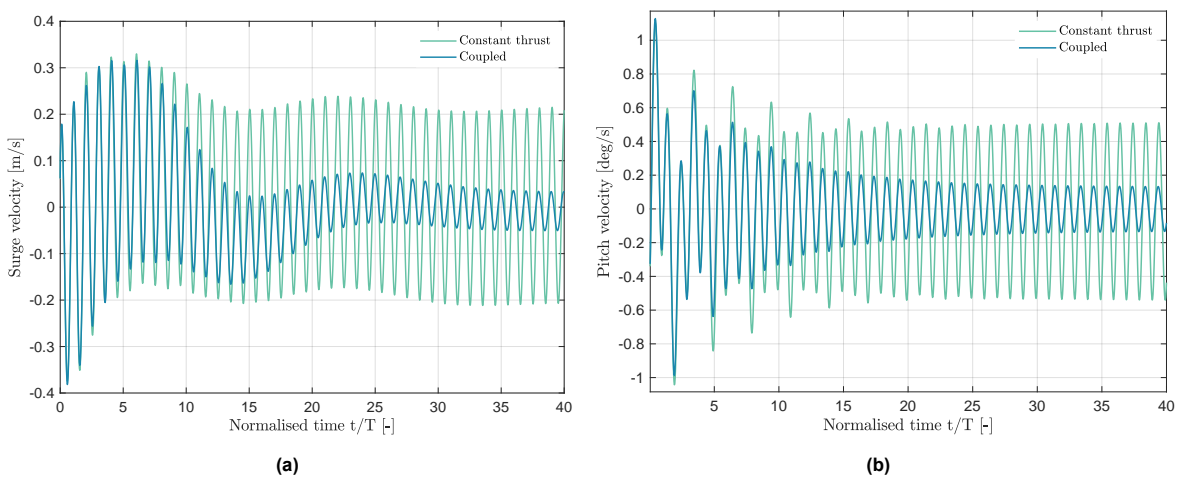 0.4
0.3
0.2
0.1
0
-0.1
-0.2
-0.3
-0.4
Surge velocity [m/s]
Constant thrust
Coupled
0 5 10 15 20 25 30 35 40
Normalised time t/T [-]
(a)
1
0.8
0.6
0.4
0.2
0
-0.2
-0.4
-0.6
-0.8
-1
Pitch velocity [deg/s]
Constant thrust
Coupled
5 10 15 20 25 30 35 40
Normalised time t/T [-]
(b)